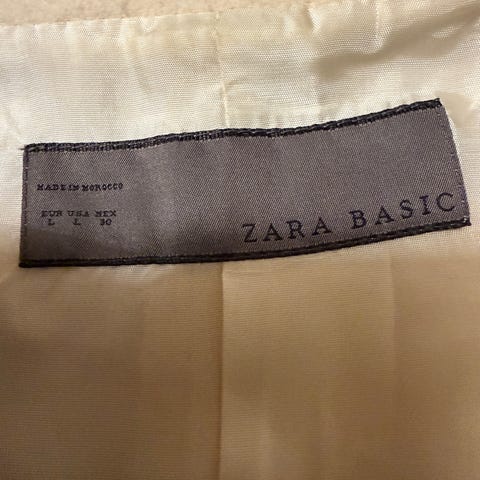 MADE IN MOROCCO
EUR USA MEX
L L 30
ZARA BASIC